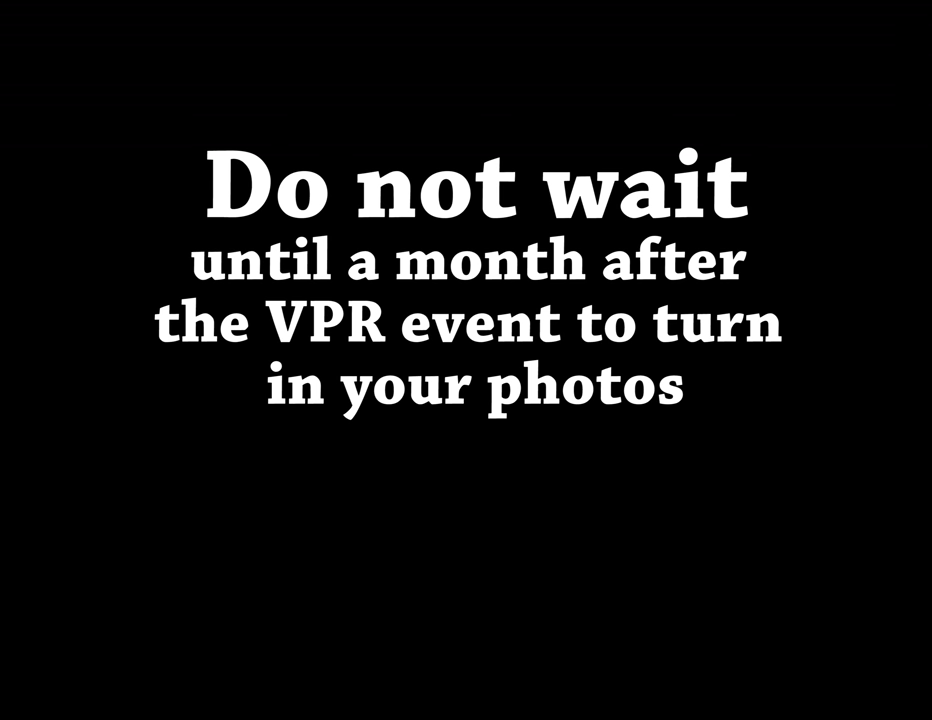 Do not wait
until a month after
the VPR event to turn
in your photos